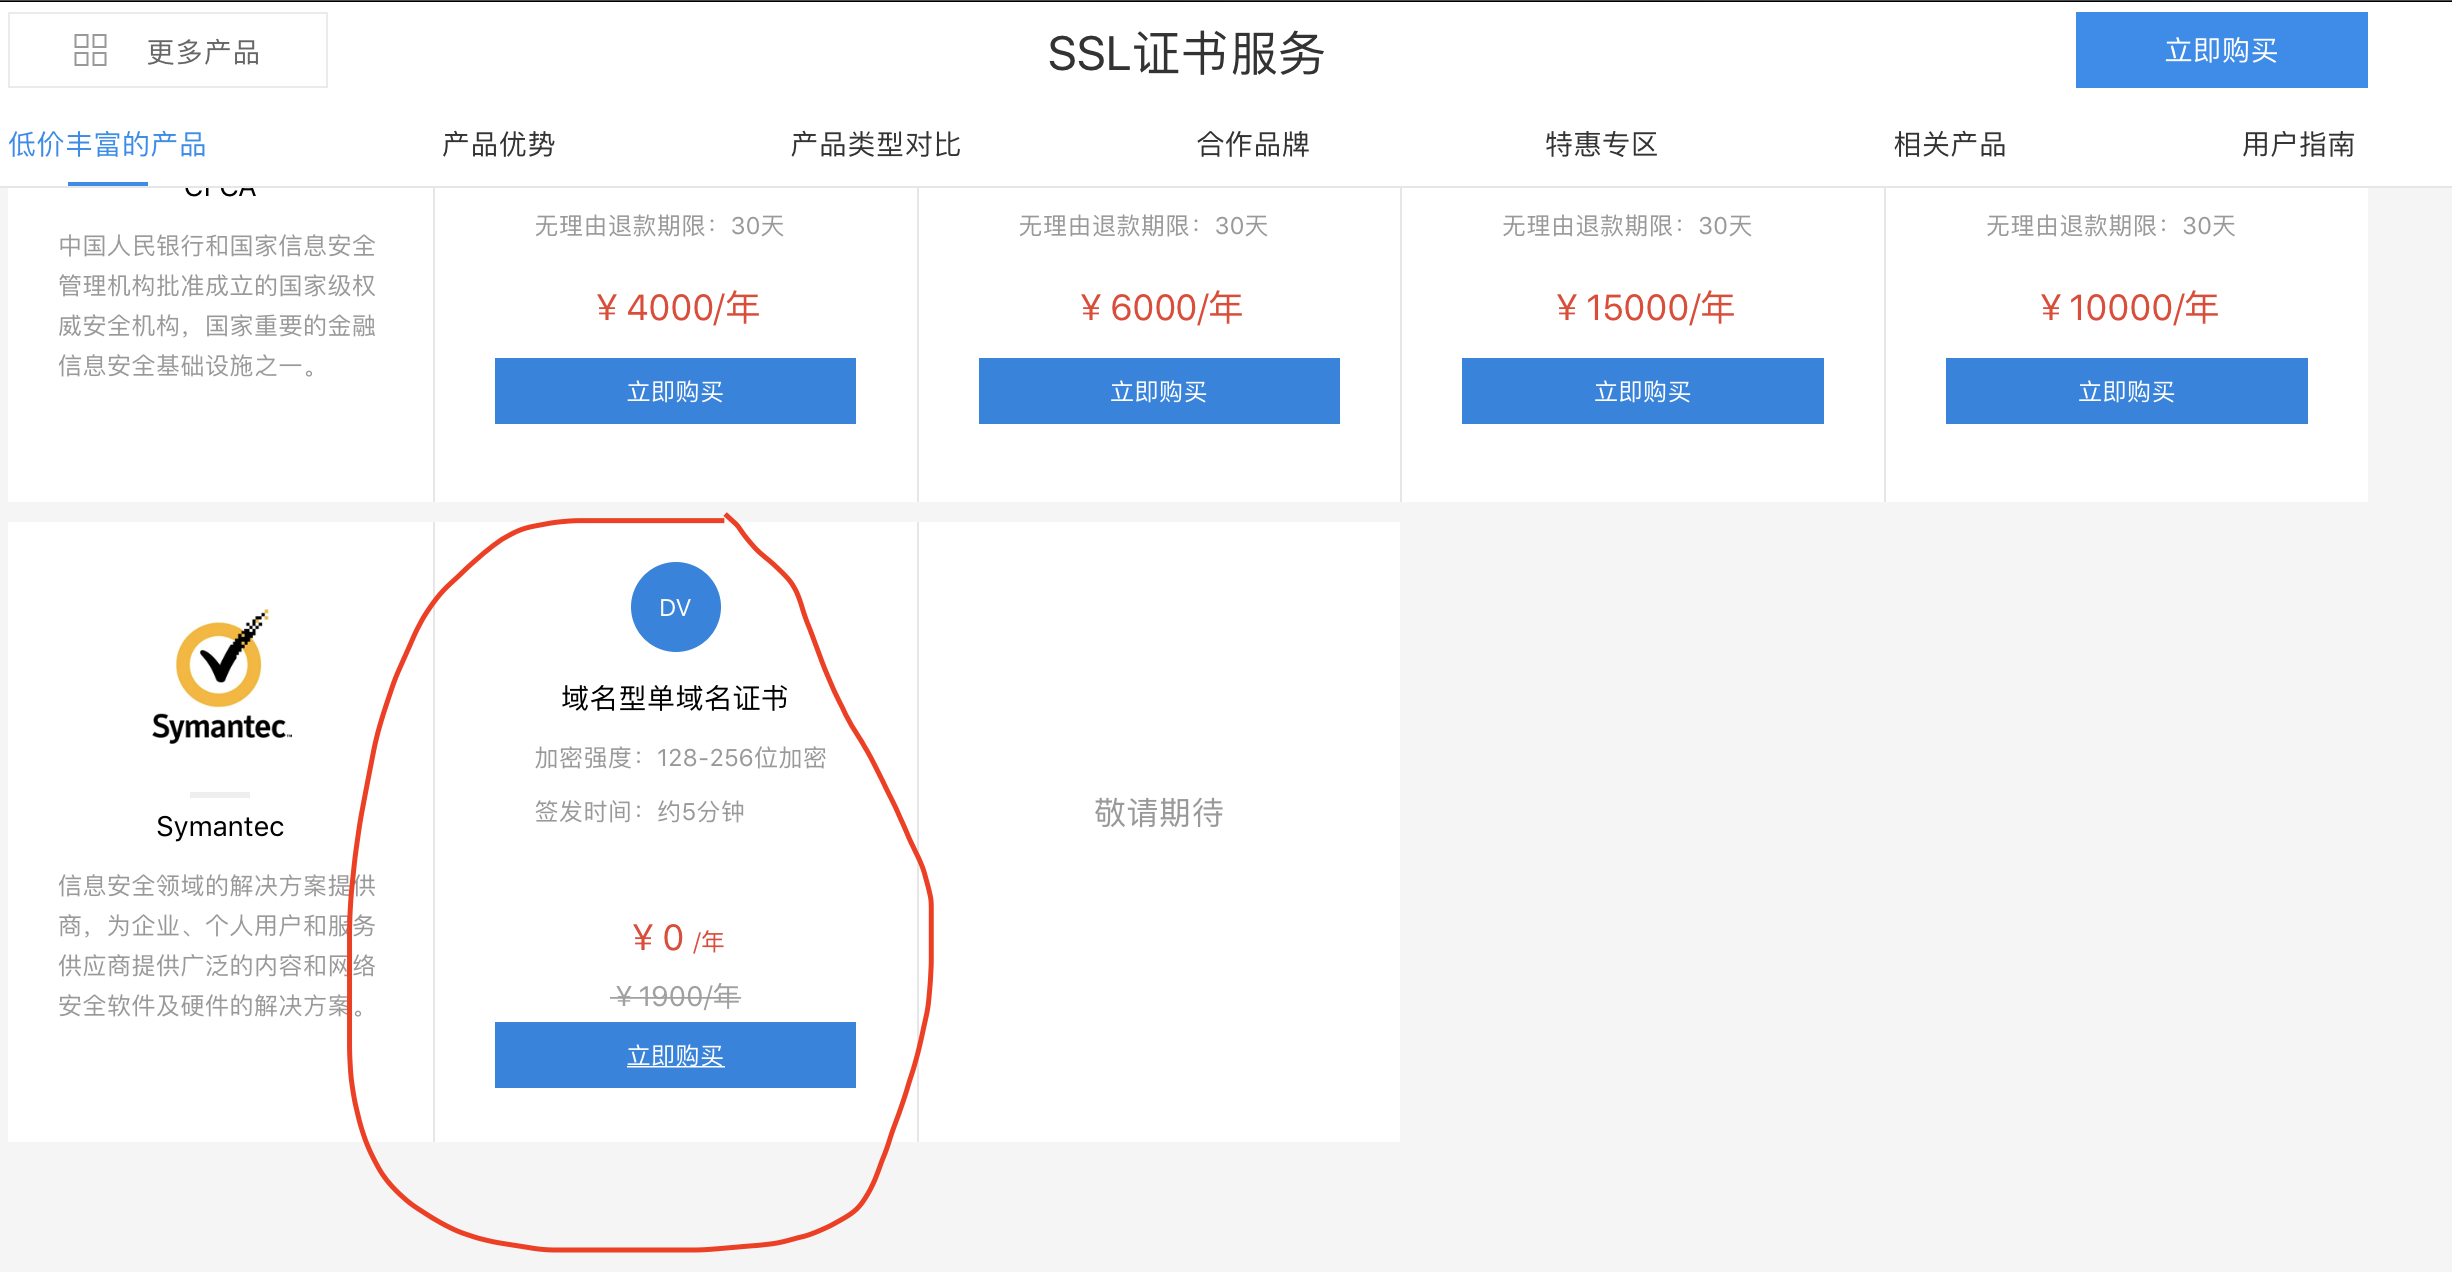 更多产品
SSL证书服务
立即购买
低价丰富的产品
产品优势
产品类型对比
合作品牌
特惠专区
相关产品
用户指南
CFCA
中国人民银行和国家信息安全
管理机构批准成立的国家级权
威安全机构，国家重要的金融
信息安全基础设施之一。
无理由退款期限：30天
¥ 4000/年
立即购买
无理由退款期限：30天
¥ 6000/年
立即购买
无理由退款期限：30天
¥ 15000/年
立即购买
无理由退款期限：30天
¥ 10000/年
立即购买
Symantec™
Symantec
信息安全领域的解决方案提供
商，为企业、个人用户和服务
供应商提供广泛的内容和网络
安全软件及硬件的解决方案。
DV
域名型单域名证书
加密强度：128-256位加密
签发时间：约5分钟
¥ 0 /年
¥ 1900/年
立即购买
敬请期待